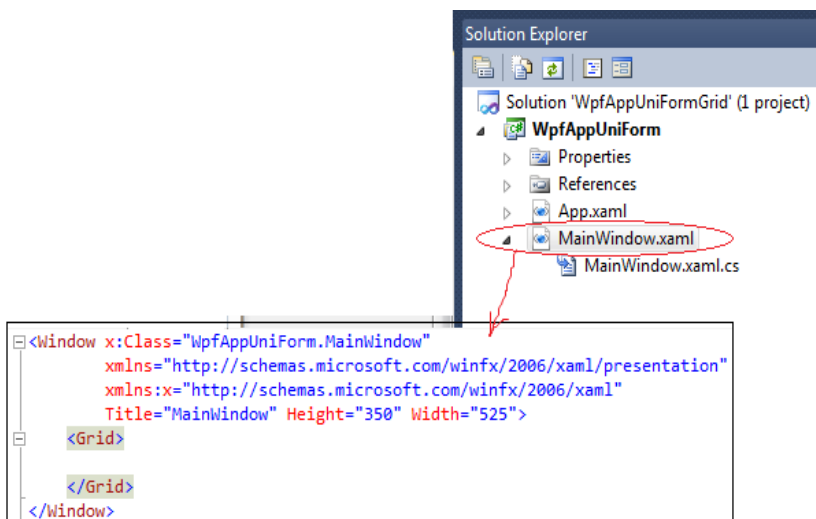 Solution Explorer
Solution 'WpfAppUniFormGrid' (1 project)
WpfAppUniForm
Properties
References
App.xaml
MainWindow.xaml
MainWindow.xaml.cs
<Window x:Class="WpfAppUniForm.MainWindow"
xmlns="http://schemas.microsoft.com/winfx/2006/xaml/presentation"
xmlns:x="http://schemas.microsoft.com/winfx/2006/xaml"
Title="MainWindow" Height="350" Width="525">
<Grid>
</Grid>
</Window>